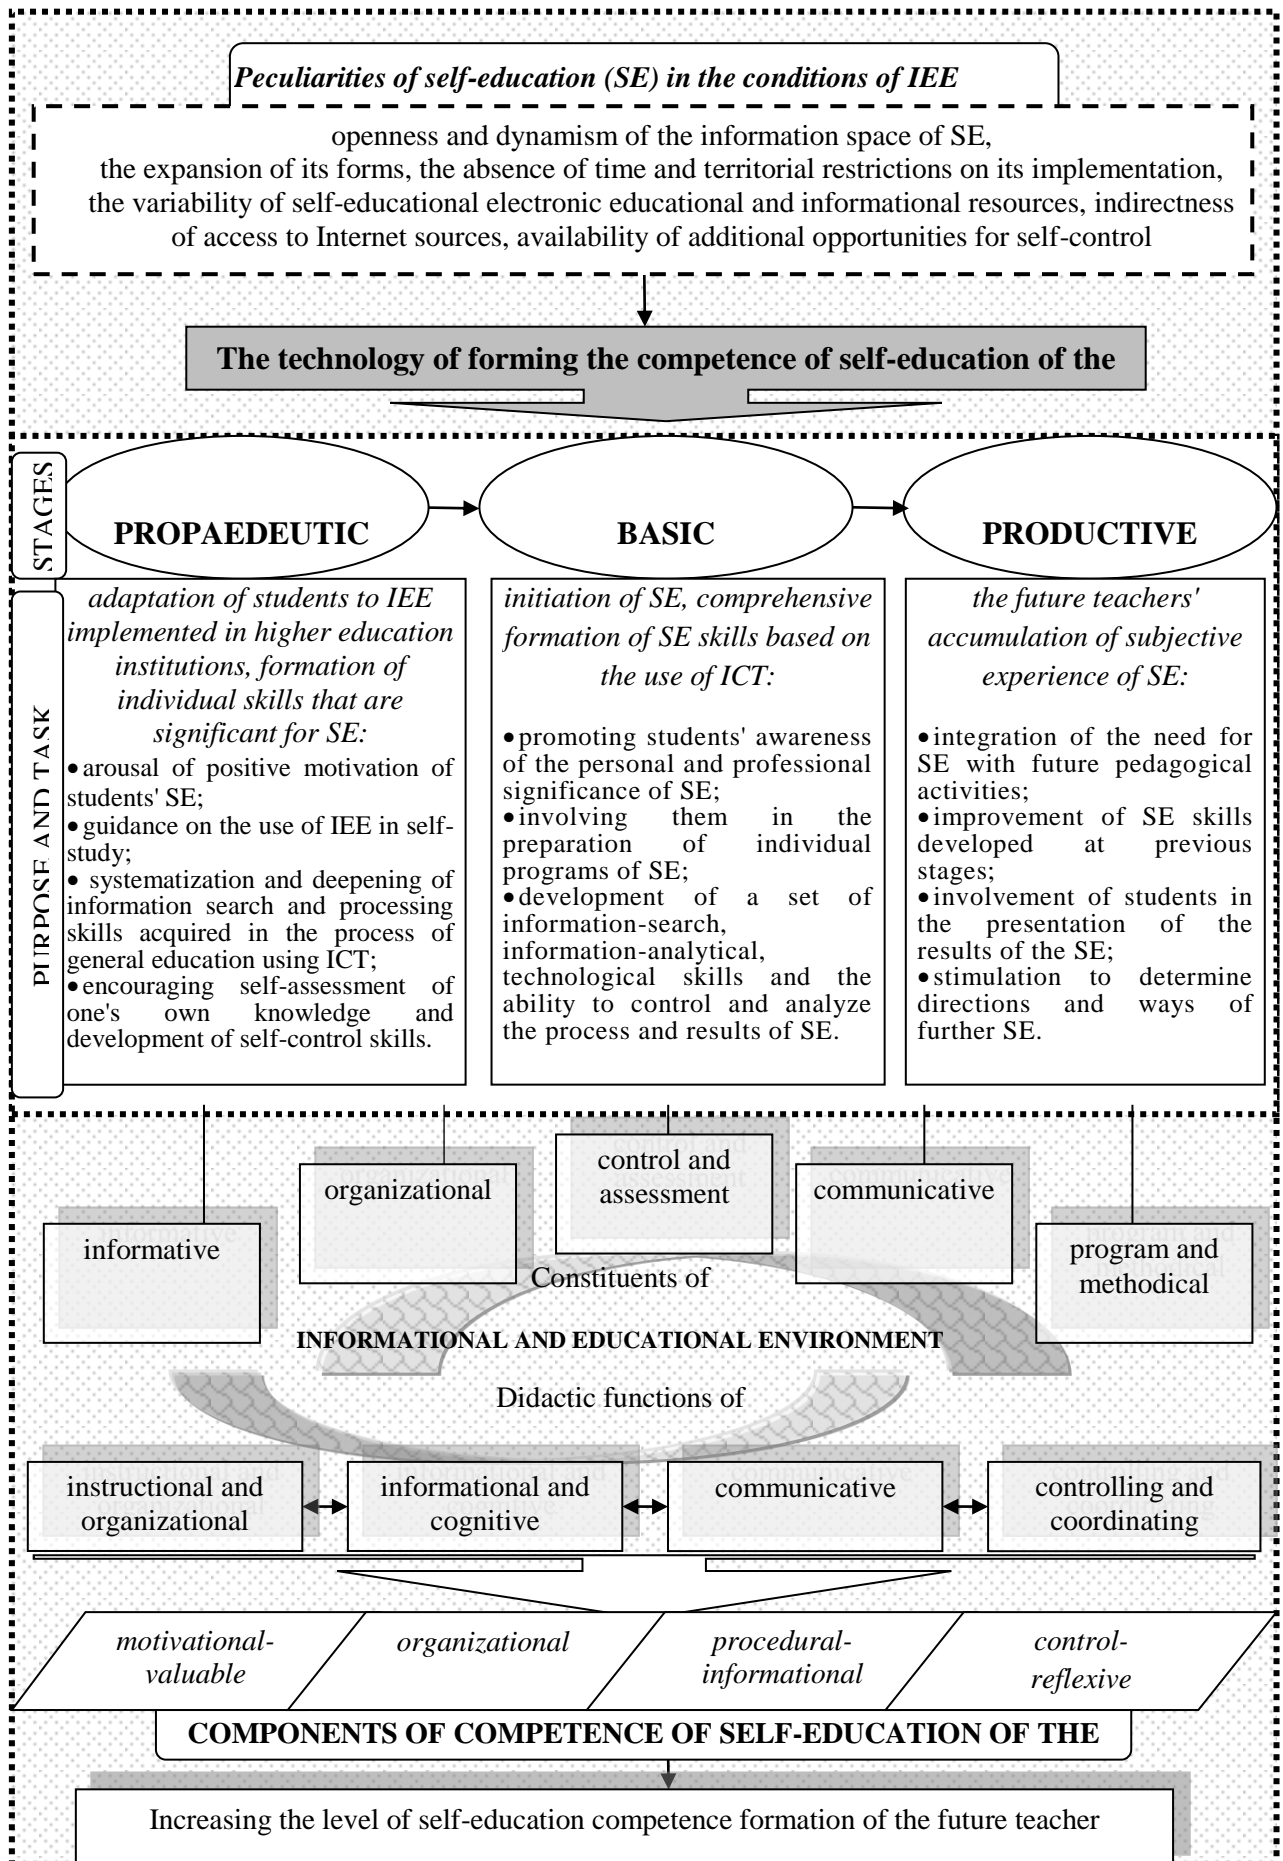 Peculiarities of self-education (SE) in the conditions of IEE
openness and dynamism of the information space of SE,
the expansion of its forms, the absence of time and territorial restrictions on its implementation,
the variability of self-educational electronic educational and informational resources, indirectness
of access to Internet sources, availability of additional opportunities for self-control
The technology of forming the competence of self-education of the
STAGES
PROPAEDEUTIC
BASIC
PRODUCTIVE
PURPOSE AND TASK
adaptation of students to IEE
implemented in higher education
institutions, formation of
individual skills that are
significant for SE:
•arousal of positive motivation of
students' SE;
•guidance on the use of IEE in self-
study;
• systematization and deepening of
information search and processing
skills acquired in the process of
general education using ICT;
•encouraging self-assessment of
one's own knowledge and
development of self-control skills.
initiation of SE, comprehensive
formation of SE skills based on
the use of ICT:
•promoting students' awareness
of the personal and professional
significance of SE;
•involving them in the
preparation of individual
programs of SE;
•development of a set of
information-search,
information-analytical,
technological skills and the
ability to control and analyze
the process and results of SE.
the future teachers'
accumulation of subjective
experience of SE:
•integration of the need for
SE with future pedagogical
activities;
•improvement of SE skills
developed at previous
stages;
•involvement of students in
the presentation of the
results of the SE;
•stimulation to determine
directions and ways of
further SE.
informative
organizational
control and
assessment
communicative
program and
methodical
Constituents of
INFORMATIONAL AND EDUCATIONAL ENVIRONMENT
Didactic functions of
instructional and
organizational
informational and
cognitive
communicative
controlling and
coordinating
motivational-
valuable
organizational
procedural-
informational
control-
reflexive
COMPONENTS OF COMPETENCE OF SELF-EDUCATION OF THE
Increasing the level of self-education competence formation of the future teacher